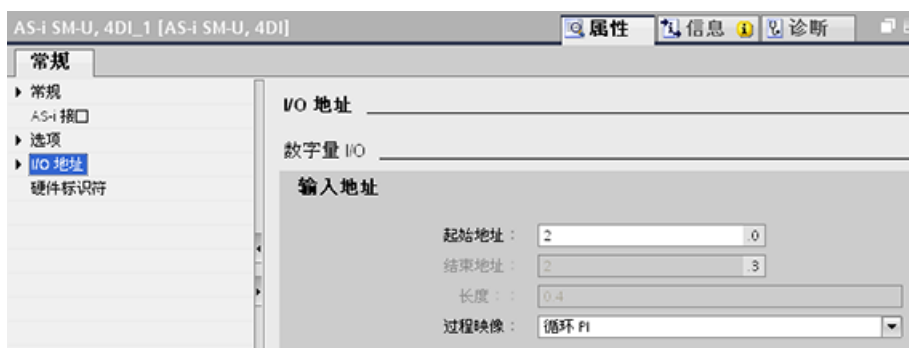 AS-i SM-U, 4DI_1 [AS-i SM-U, 4DI]
属性
信息
诊断
常规
常规
AS-i 接口
选项
I/O 地址
硬件标识符
I/O 地址
数字量 I/O
输入地址
起始地址： 2 .0
结束地址： 2 .3
长度：： 0.4
过程映像： 循环 PI